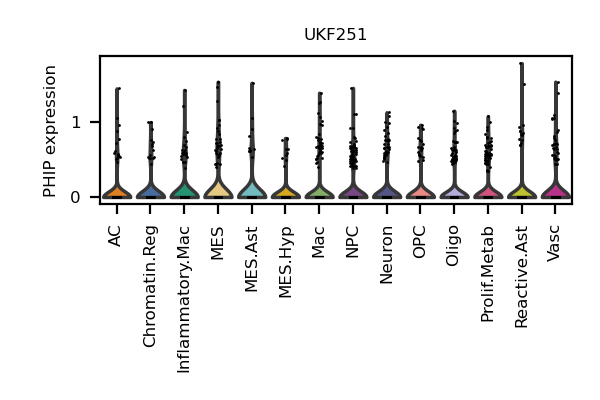 UKF251
PHIP expression
1
0
AC
Chromatin.Reg
Inflammatory.Mac
MES
MES.Ast
MES.Hyp
Mac
NPC
Neuron
OPC
Oligo
Prolif.Metab
Reactive.Ast
Vasc